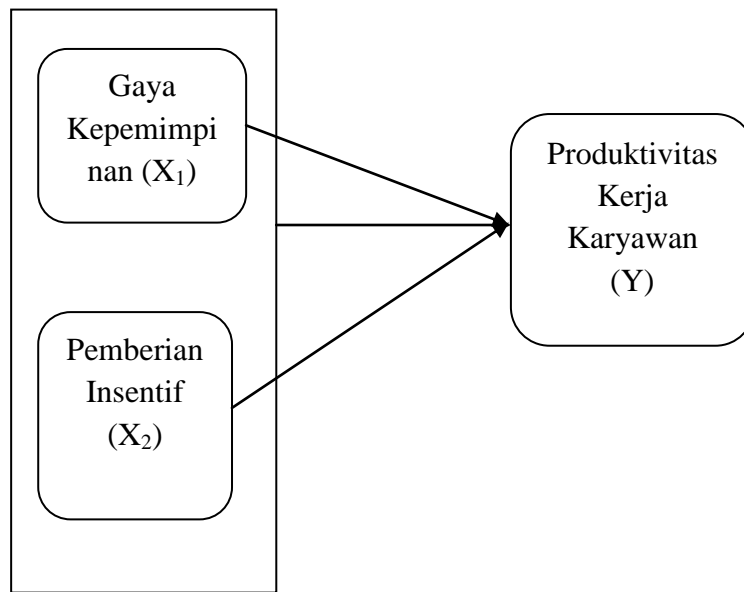 Gaya
Kepemimpi
nan (X₁)
Produktivitas
Kerja
Karyawan
(Y)
Pemberian
Insentif
(X₂)